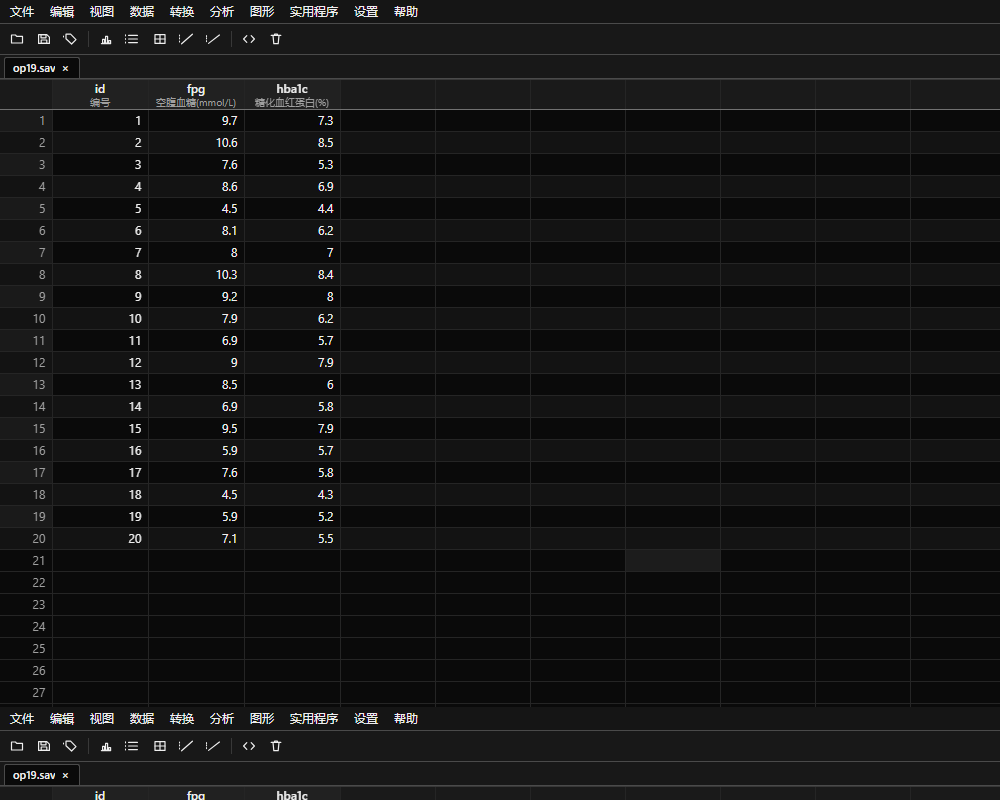 文件 编辑 视图 数据 转换 分析 图形 实用程序 设置 帮助
op19.sav ×
id fpg hba1c
编号 空腹血糖(mmol/L) 糖化血红蛋白(%)
1 1 9.7 7.3
2 2 10.6 8.5
3 3 7.6 5.3
4 4 8.6 6.9
5 5 4.5 4.4
6 6 8.1 6.2
7 7 8 7
8 8 10.3 8.4
9 9 9.2 8
10 10 7.9 6.2
11 11 6.9 5.7
12 12 9 7.9
13 13 8.5 6
14 14 6.9 5.8
15 15 9.5 7.9
16 16 5.9 5.7
17 17 7.6 5.8
18 18 4.5 4.3
19 19 5.9 5.2
20 20 7.1 5.5
21
22
23
24
25
26
27
文件 编辑 视图 数据 转换 分析 图形 实用程序 设置 帮助
op19.sav ×
id fpg hba1c